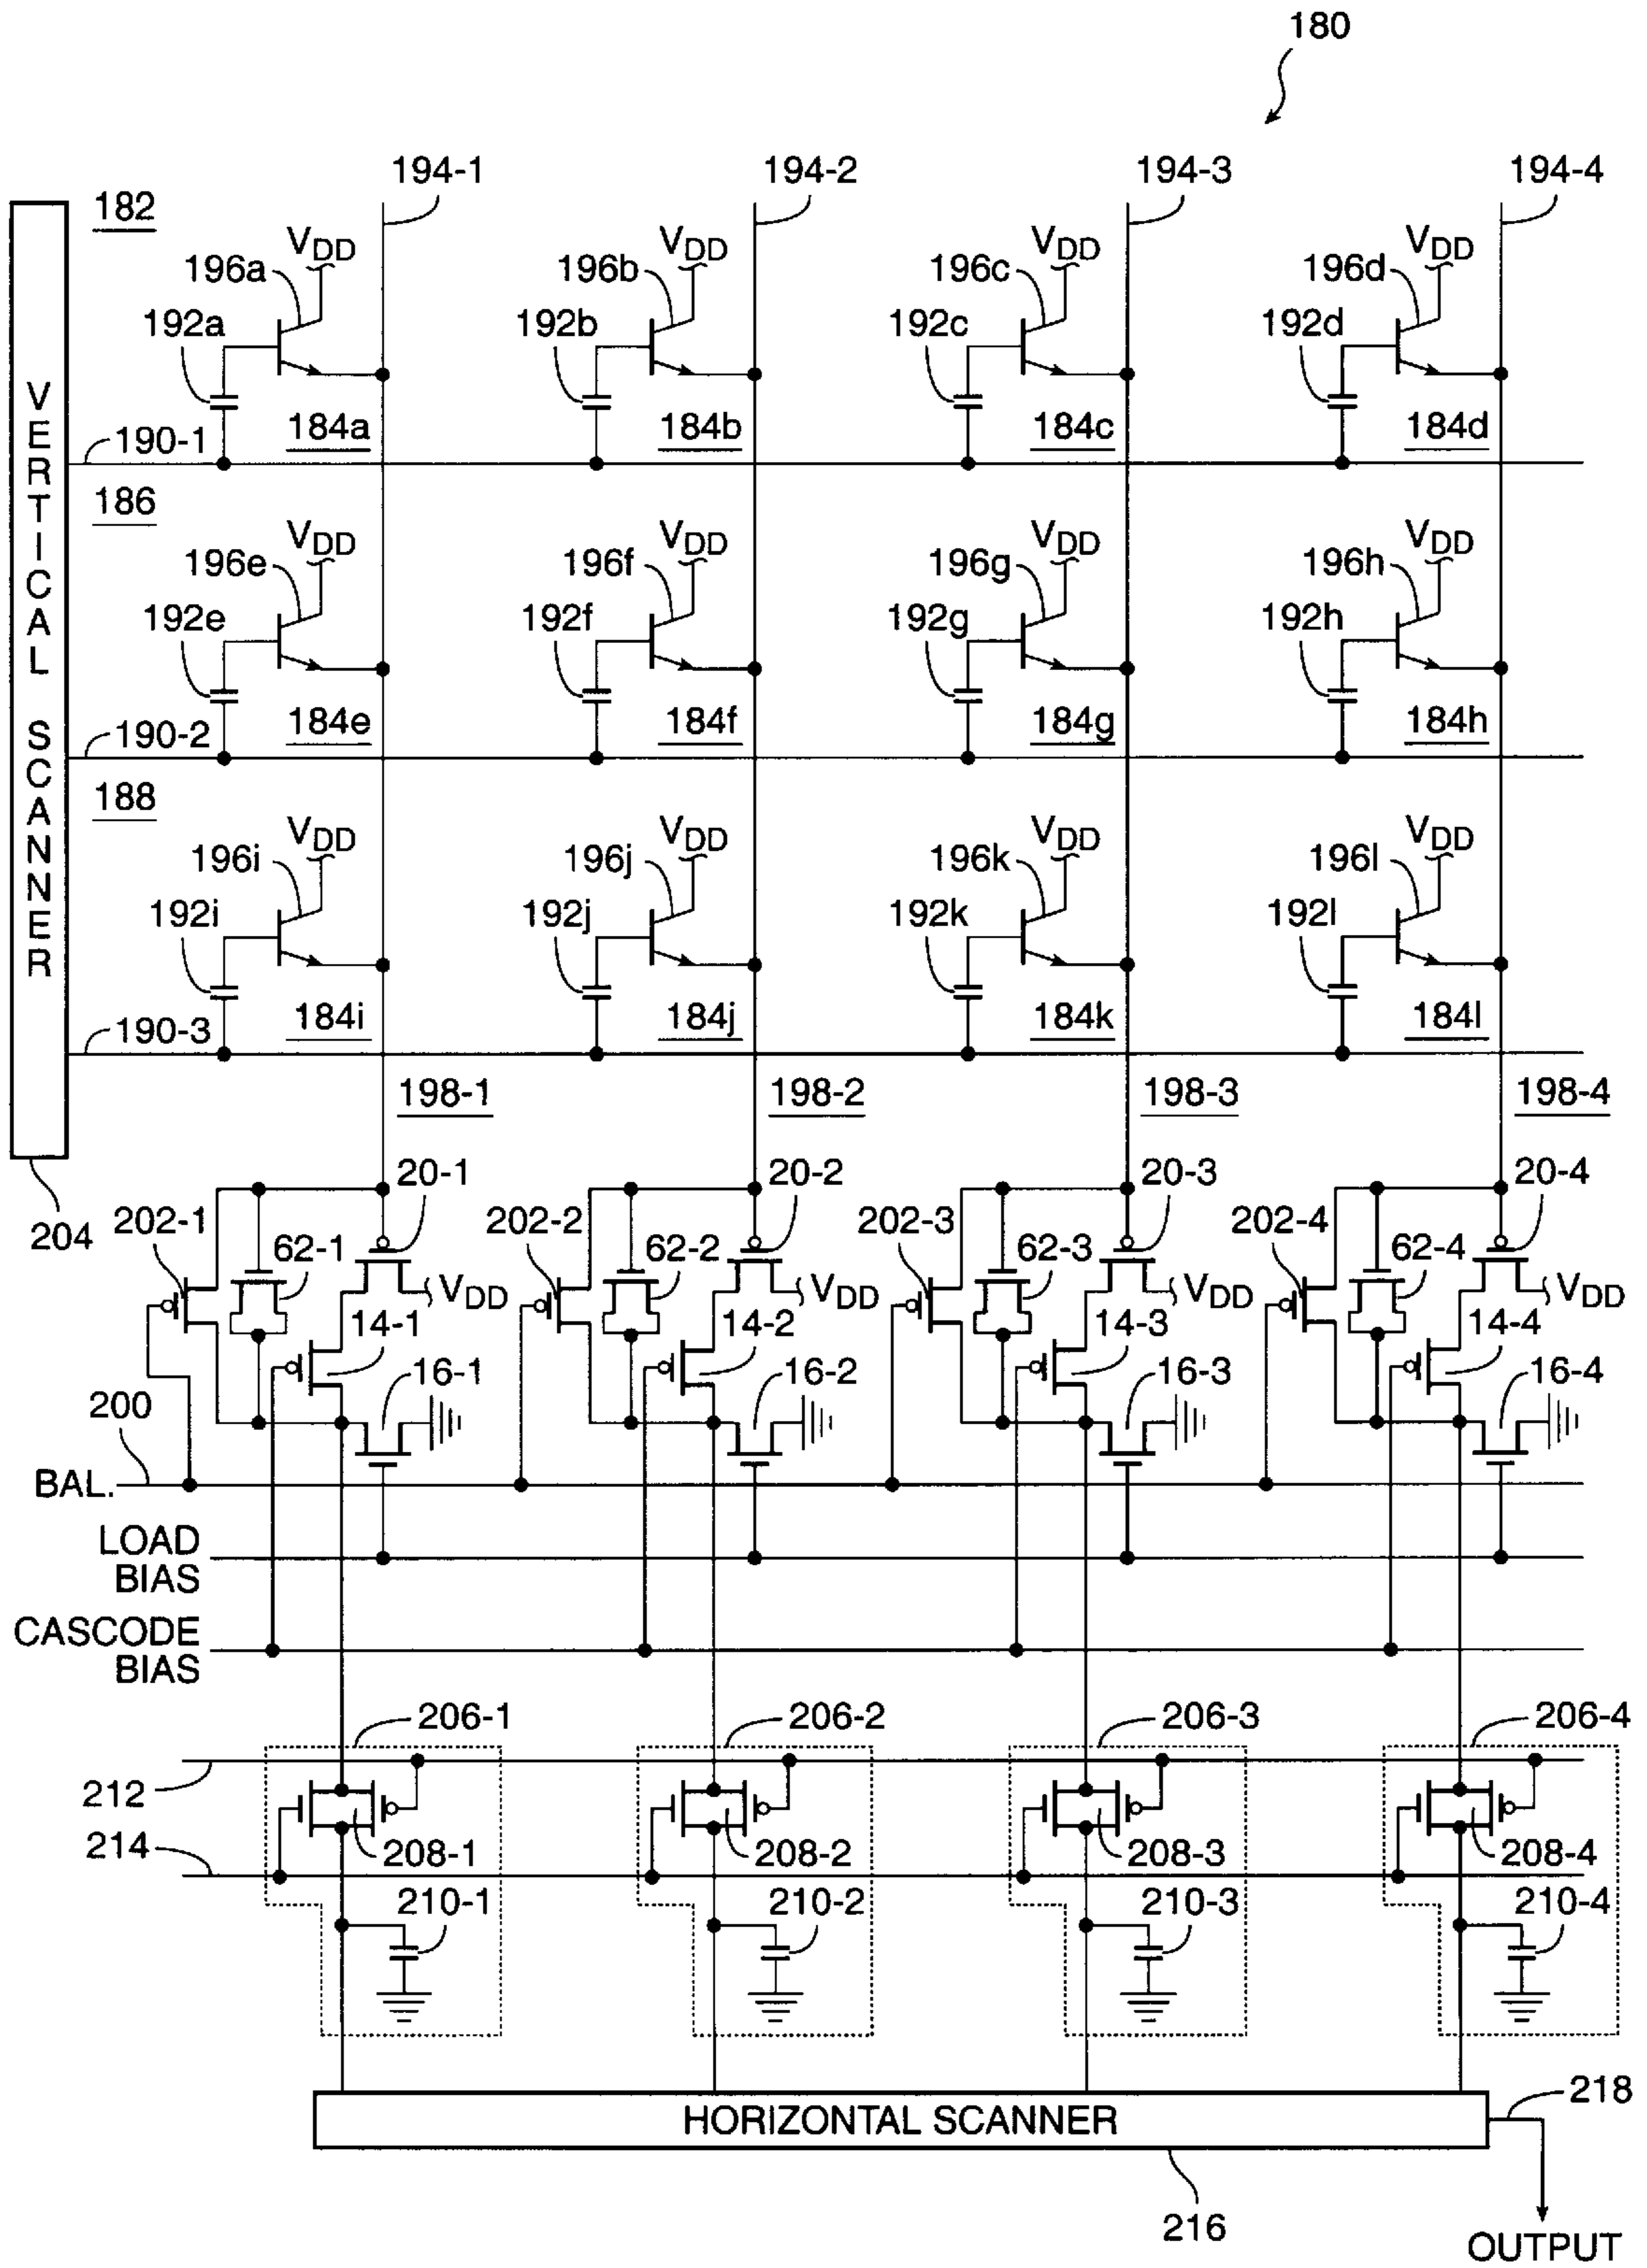 180
194-1 194-2 194-3 194-4
182
VDD VDD VDD VDD
196a 196b 196c 196d
192a 192b 192c 192d
184a 184b 184c 184d
190-1
186
VDD VDD VDD VDD
196e 196f 196g 196h
192e 192f 192g 192h
184e 184f 184g 184h
190-2
188
VDD VDD VDD VDD
196i 196j 196k 196l
192i 192j 192k 192l
184i 184j 184k 184l
190-3
VERTICAL SCANNER
198-1 198-2 198-3 198-4
204
20-1 20-2 20-3 20-4
202-1 202-2 202-3 202-4
62-1 62-2 62-3 62-4
VDD VDD VDD VDD
14-1 14-2 14-3 14-4
16-1 16-2 16-3 16-4
200
BAL.
LOAD
BIAS
CASCODE
BIAS
206-1 206-2 206-3 206-4
212
208-1 208-2 208-3 208-4
214
210-1 210-2 210-3 210-4
HORIZONTAL SCANNER
218
216
OUTPUT